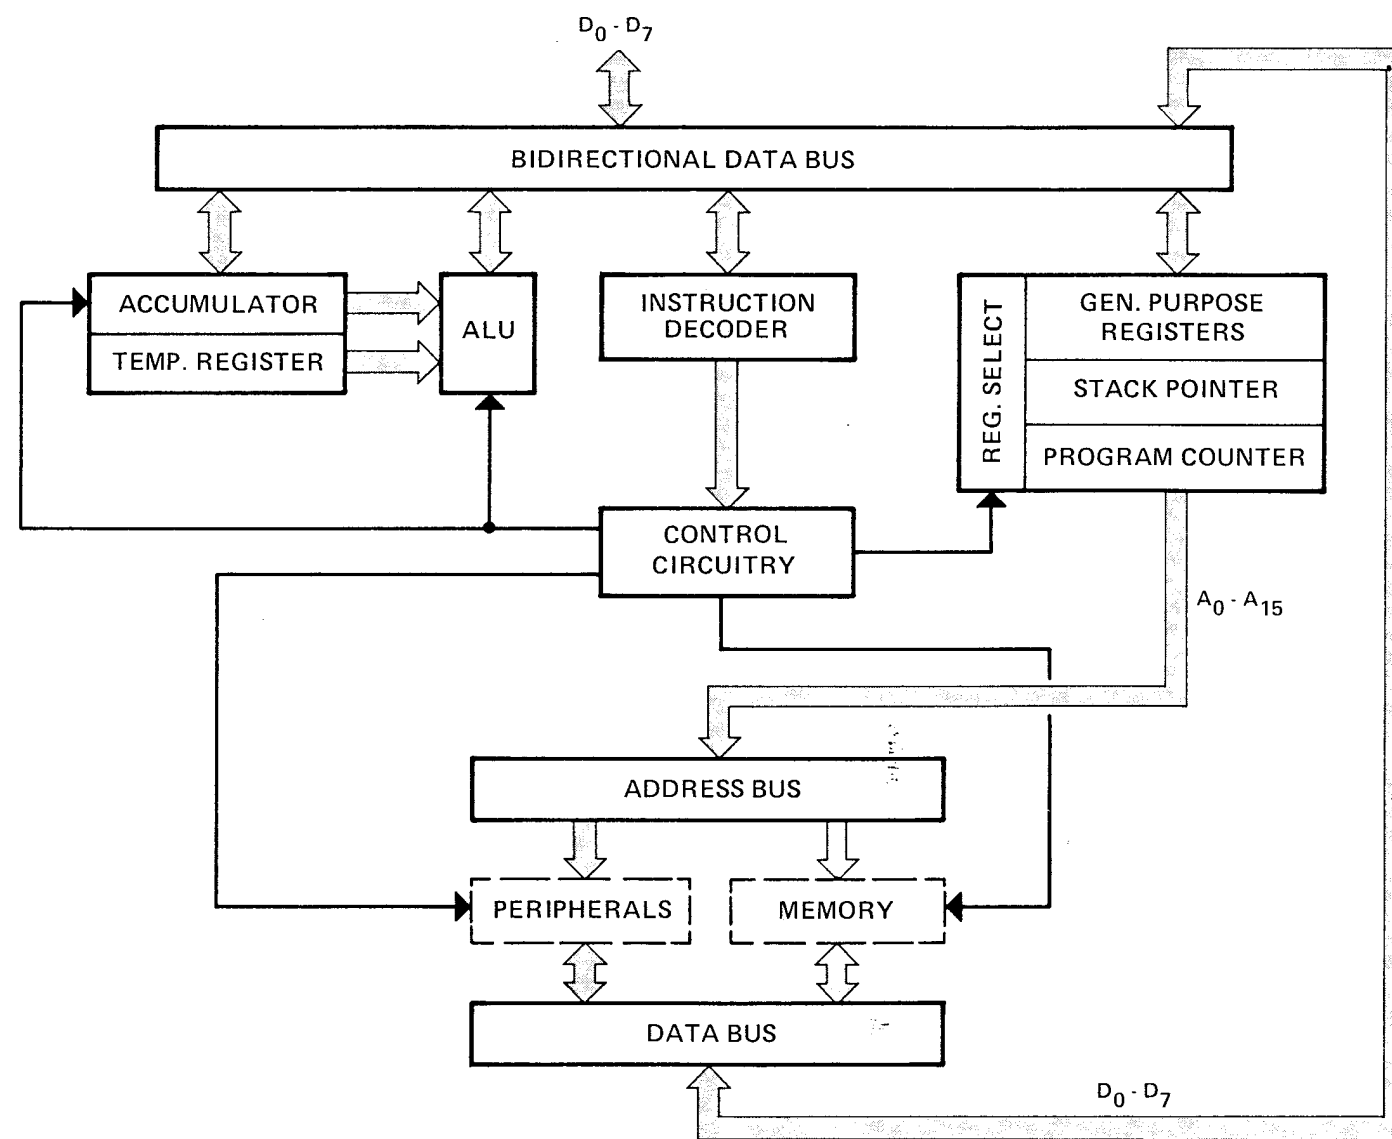 D0 - D7
BIDIRECTIONAL DATA BUS
ACCUMULATOR
TEMP. REGISTER
ALU
INSTRUCTION
DECODER
REG. SELECT
GEN. PURPOSE
REGISTERS
STACK POINTER
PROGRAM COUNTER
CONTROL
CIRCUITRY
A0 - A15
ADDRESS BUS
PERIPHERALS
MEMORY
DATA BUS
D0 - D7